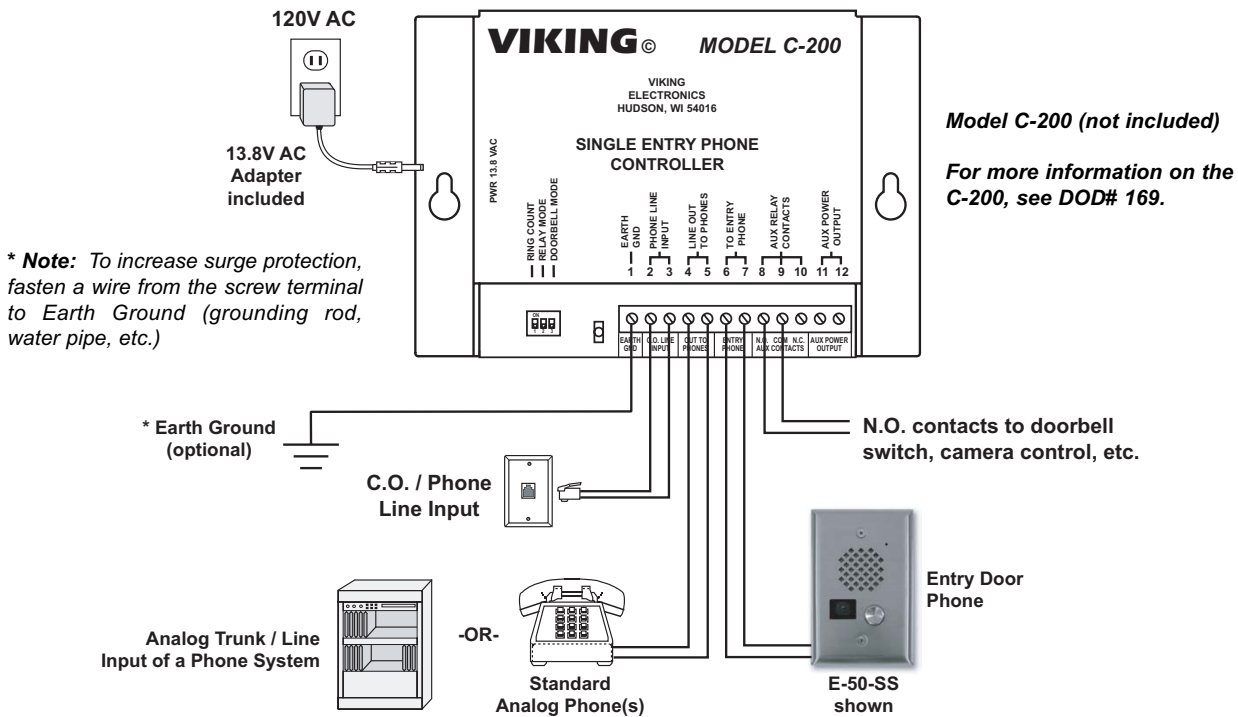 120V AC
13.8V AC
Adapter
included
* Note: To increase surge protection,
fasten a wire from the screw terminal
to Earth Ground (grounding rod,
water pipe, etc.)
VIKING© MODEL C-200
VIKING
ELECTRONICS
HUDSON, WI 54016
SINGLE ENTRY PHONE
CONTROLLER
PWR 13.8 VAC
RING COUNT
RELAY MODE
DOORBELL MODE
EARTH
GND
PHONE LINE
INPUT
LINE OUT
TO PHONES
TO ENTRY
PHONE
AUX RELAY
CONTACTS
AUX POWER
OUTPUT
1 2 3 4 5 6 7 8 9 10 11 12
ON
1 2 3
EARTH
GND
C.O. LINE
INPUT
OUT TO
PHONES
ENTRY
PHONE
N.O. COM N.C.
AUX CONTACTS
AUX POWER
OUTPUT
Model C-200 (not included)
For more information on the
C-200, see DOD# 169.
* Earth Ground
(optional)
C.O. / Phone
Line Input
N.O. contacts to doorbell
switch, camera control, etc.
Analog Trunk / Line
Input of a Phone System
-OR-
Standard
Analog Phone(s)
Entry Door
Phone
E-50-SS
shown